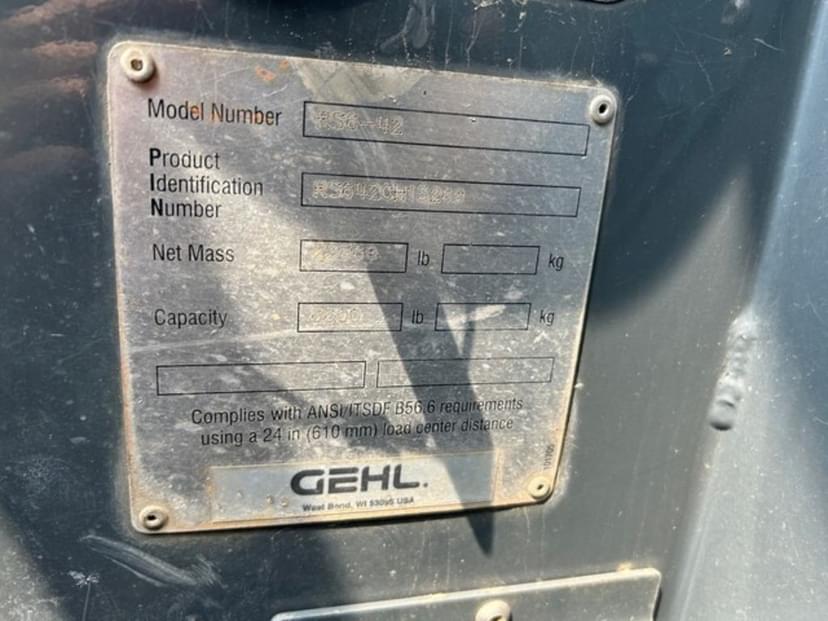 Model Number RS6-42
Product
Identification
Number
Net Mass lb kg
Capacity lb kg
Complies with ANSI/ITSDF B56.6 requirements
using a 24 in (610 mm) load center distance
GEHL.
West Bend, WI 53095 USA